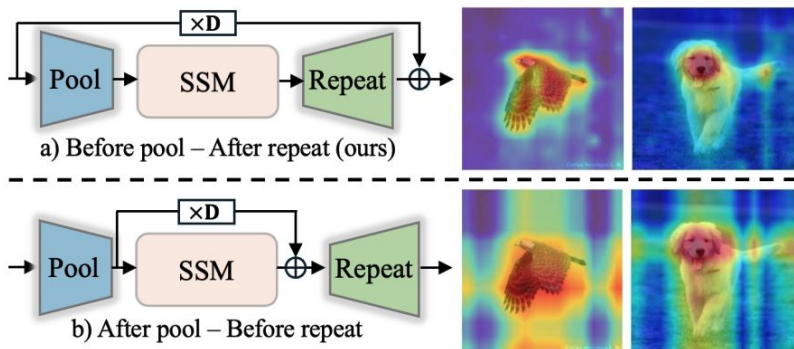 ×D
Pool
SSM
Repeat
a) Before pool – After repeat (ours)
×D
Pool
SSM
Repeat
b) After pool – Before repeat